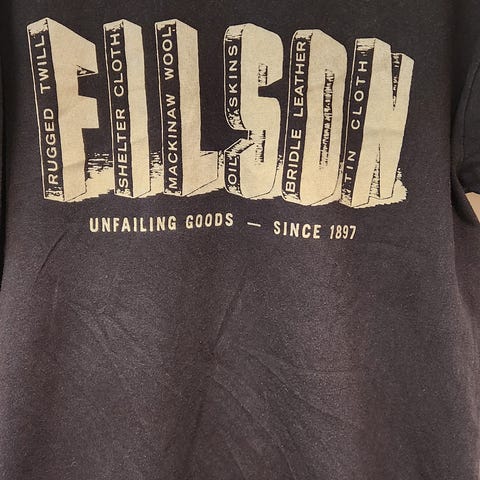 FILSON
RUGGED TWILL
SHELTER CLOTH
MACKINAW WOOL
OIL SKINS
BRIDLE LEATHER
TIN CLOTH
UNFAILING GOODS — SINCE 1897